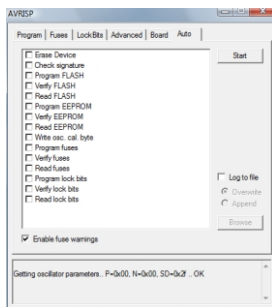 AVRISP
Program Fuses LockBits Advanced Board Auto
Erase Device
Start
Check signature
Program FLASH
Verify FLASH
Read FLASH
Program EEPROM
Verify EEPROM
Read EEPROM
Write osc. cal. byte
Program fuses
Verify fuses
Read fuses
Program lock bits
Log to file
Verify lock bits
Overwrite
Read lock bits
Append
Browse
Enable fuse warnings
Getting oscillator parameters.. P=0x00, N=0x00, SD=0x2f .. OK